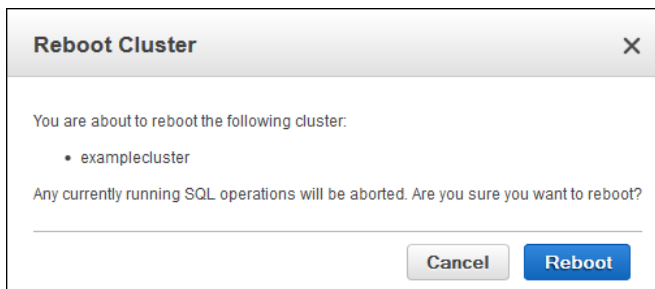 Reboot Cluster
You are about to reboot the following cluster:
• examplecluster
Any currently running SQL operations will be aborted. Are you sure you want to reboot?
Cancel Reboot